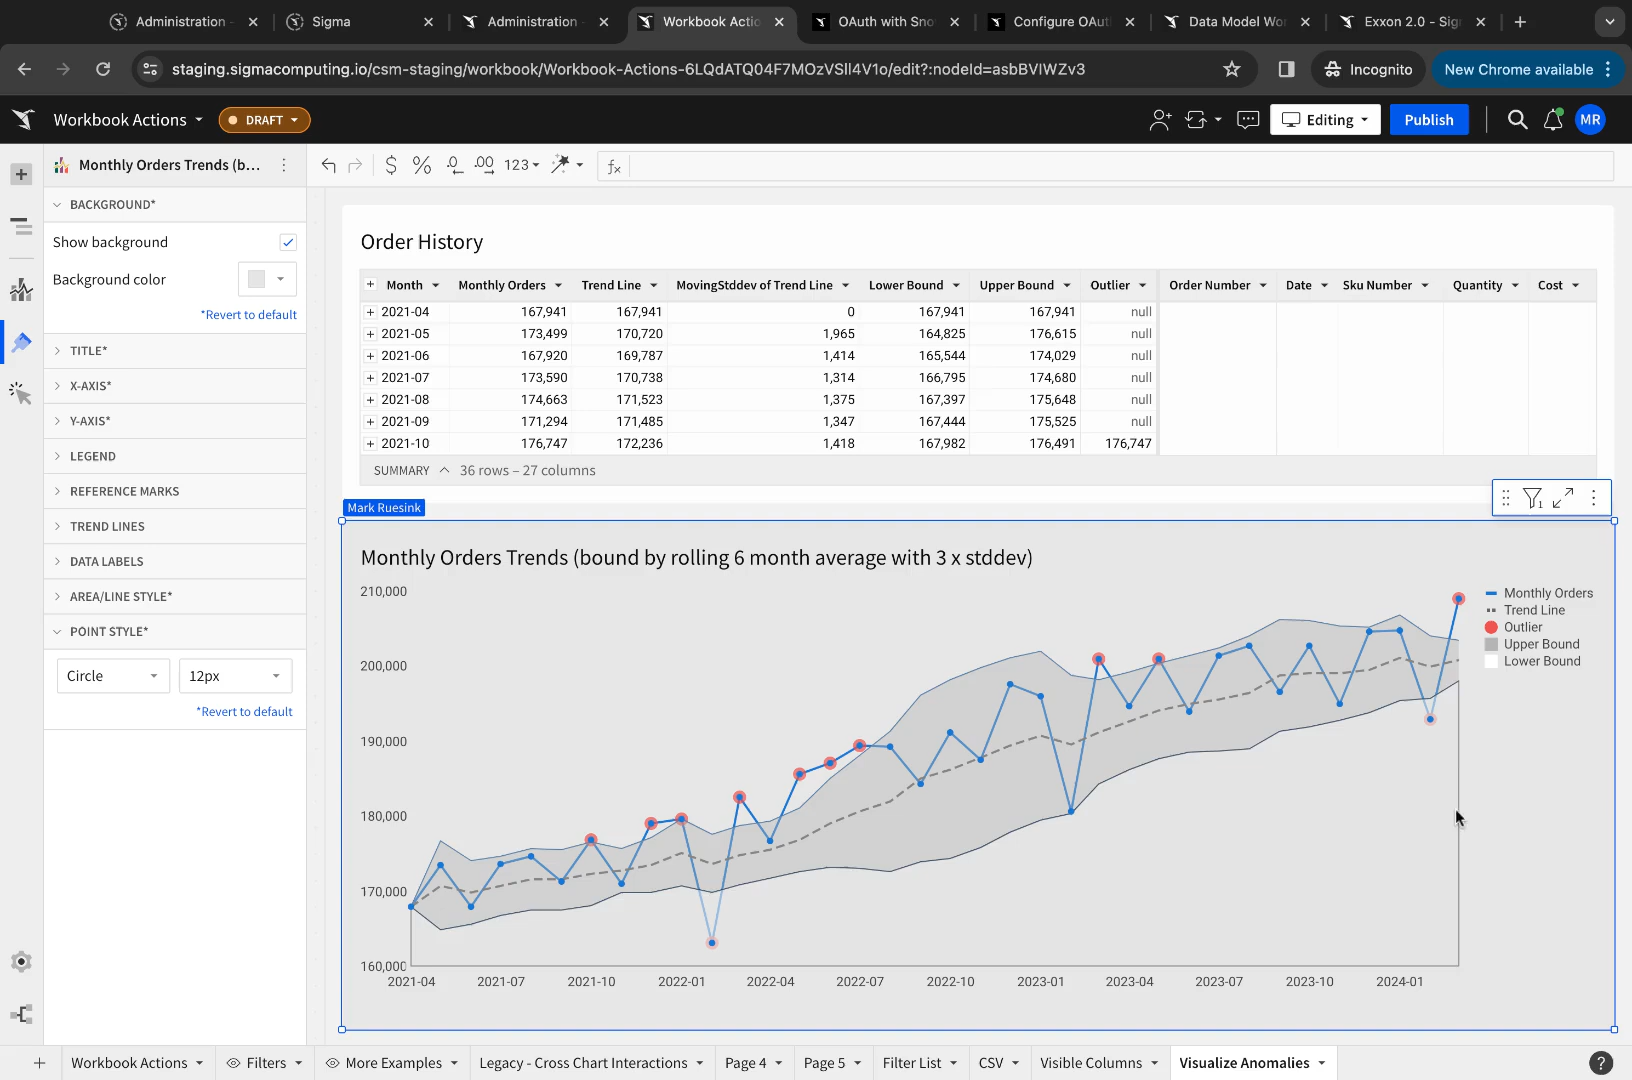 Administration
Sigma
Administration
Workbook Actio
OAuth with Sno
Configure OAut
Data Model Wor
Exxon 2.0 - Sig
staging.sigmacomputing.io/csm-staging/workbook/Workbook-Actions-6LQdATQ04F7MOzVSlI4V1o/edit?:nodeId=asbBVIWZv3
Incognito
New Chrome available
Workbook Actions
DRAFT
Editing
Publish
MR
Monthly Orders Trends (b...
$ % .0 .00 123
fx
BACKGROUND*
Show background
Background color
*Revert to default
TITLE*
X-AXIS*
Y-AXIS*
LEGEND
REFERENCE MARKS
TREND LINES
DATA LABELS
AREA/LINE STYLE*
POINT STYLE*
Circle 12px
*Revert to default
Order History
Month Monthly Orders Trend Line MovingStddev of Trend Line Lower Bound Upper Bound Outlier Order Number Date Sku Number Quantity Cost
2021-04 167,941 167,941 0 167,941 167,941 null
2021-05 173,499 170,720 1,965 164,825 176,615 null
2021-06 167,920 169,787 1,414 165,544 174,029 null
2021-07 173,590 170,738 1,314 166,795 174,680 null
2021-08 174,663 171,523 1,375 167,397 175,648 null
2021-09 171,294 171,485 1,347 167,444 175,525 null
2021-10 176,747 172,236 1,418 167,982 176,491 176,747
SUMMARY 36 rows – 27 columns
1
Mark Ruesink
Monthly Orders Trends (bound by rolling 6 month average with 3 x stddev)
210,000
200,000
190,000
180,000
170,000
160,000
2021-04 2021-07 2021-10 2022-01 2022-04 2022-07 2022-10 2023-01 2023-04 2023-07 2023-10 2024-01
Monthly Orders
Trend Line
Outlier
Upper Bound
Lower Bound
Workbook Actions Filters More Examples Legacy - Cross Chart Interactions Page 4 Page 5 Filter List CSV Visible Columns Visualize Anomalies ?